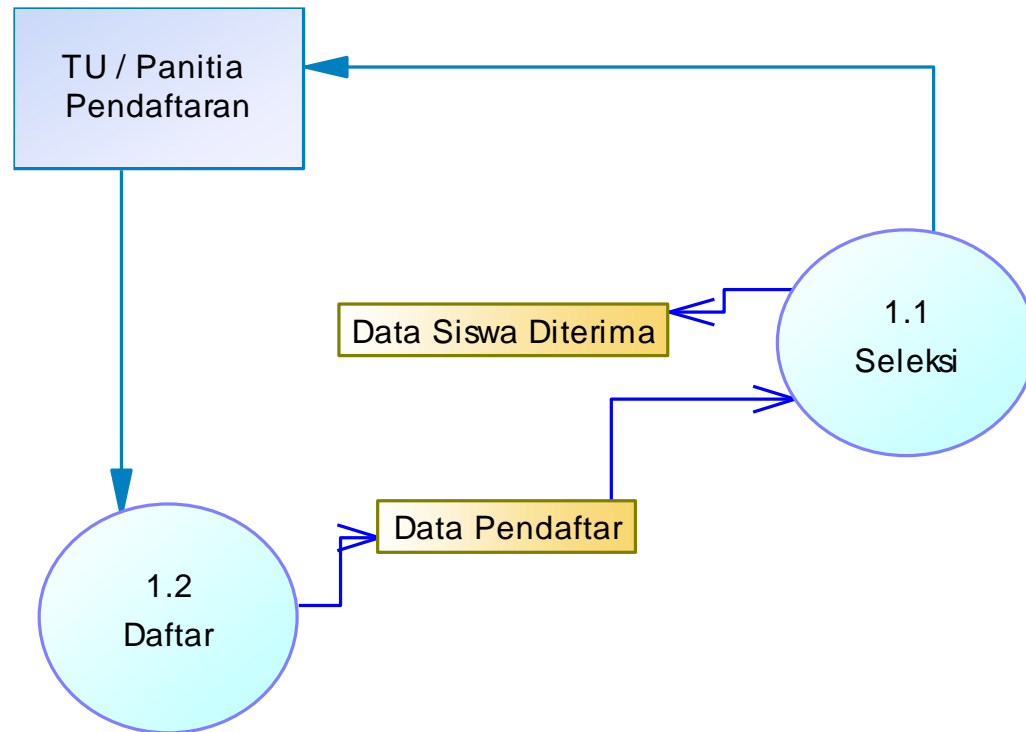 TU / Panitia
Pendaftaran
Data Siswa Diterima
1.1
Seleksi
Data Pendaftar
1.2
Daftar